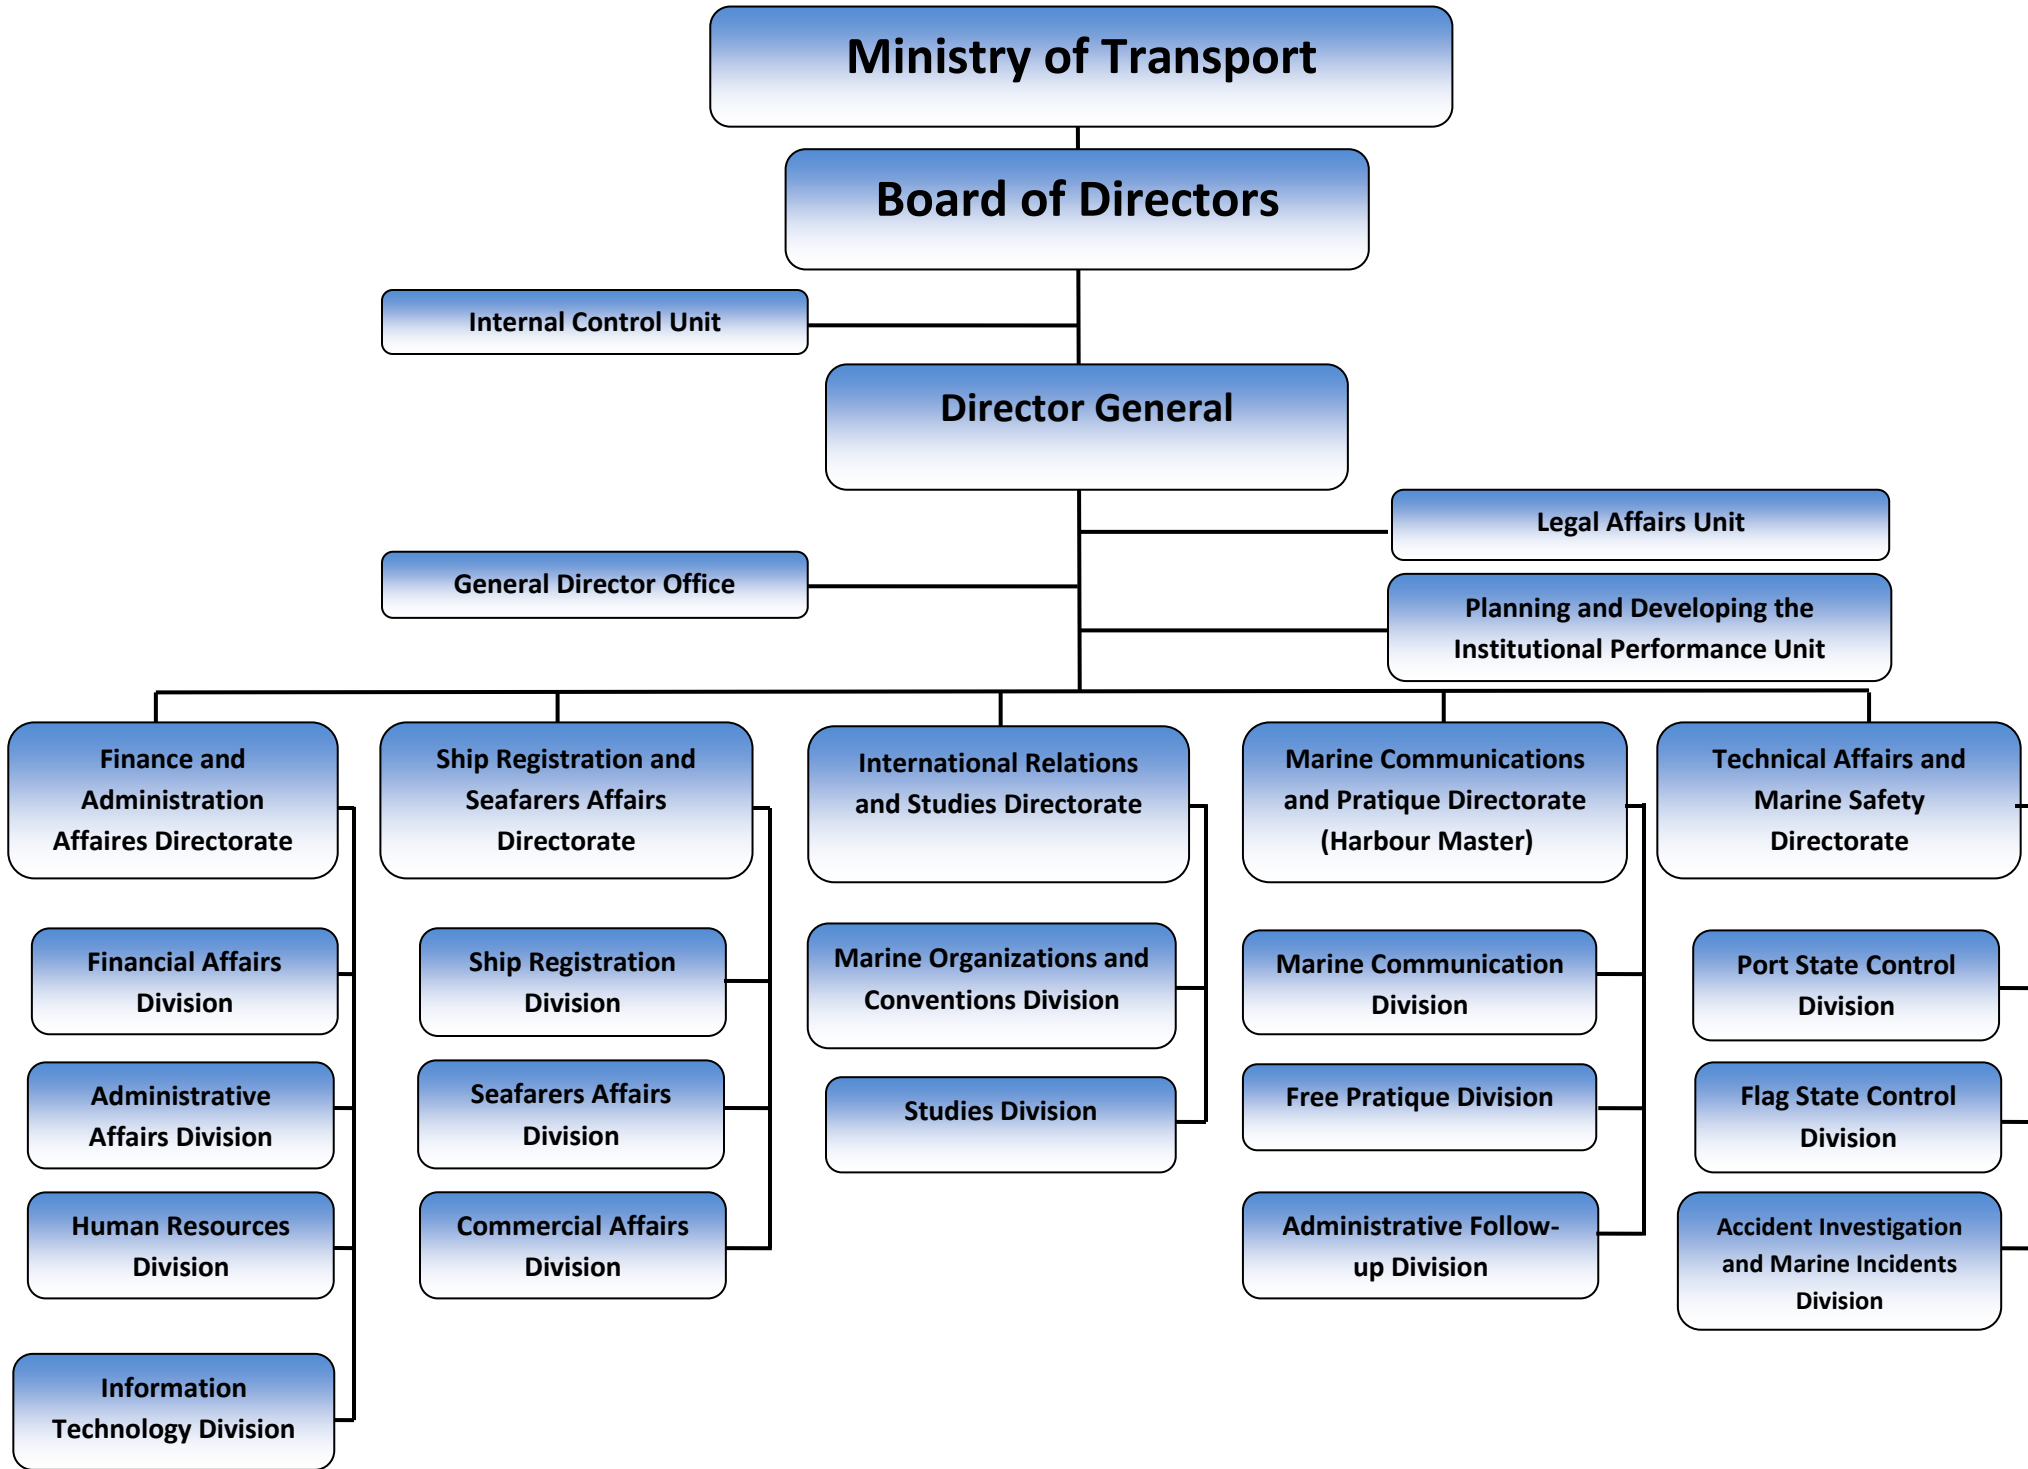 Ministry of Transport
Board of Directors
Internal Control Unit
Director General
Legal Affairs Unit
General Director Office
Planning and Developing the
Institutional Performance Unit
Finance and
Administration
Affaires Directorate
Ship Registration and
Seafarers Affairs
Directorate
International Relations
and Studies Directorate
Marine Communications
and Pratique Directorate
(Harbour Master)
Technical Affairs and
Marine Safety
Directorate
Financial Affairs
Division
Administrative
Affairs Division
Human Resources
Division
Information
Technology Division
Ship Registration
Division
Seafarers Affairs
Division
Commercial Affairs
Division
Marine Organizations and
Conventions Division
Studies Division
Marine Communication
Division
Free Pratique Division
Administrative Follow-
up Division
Port State Control
Division
Flag State Control
Division
Accident Investigation
and Marine Incidents
Division